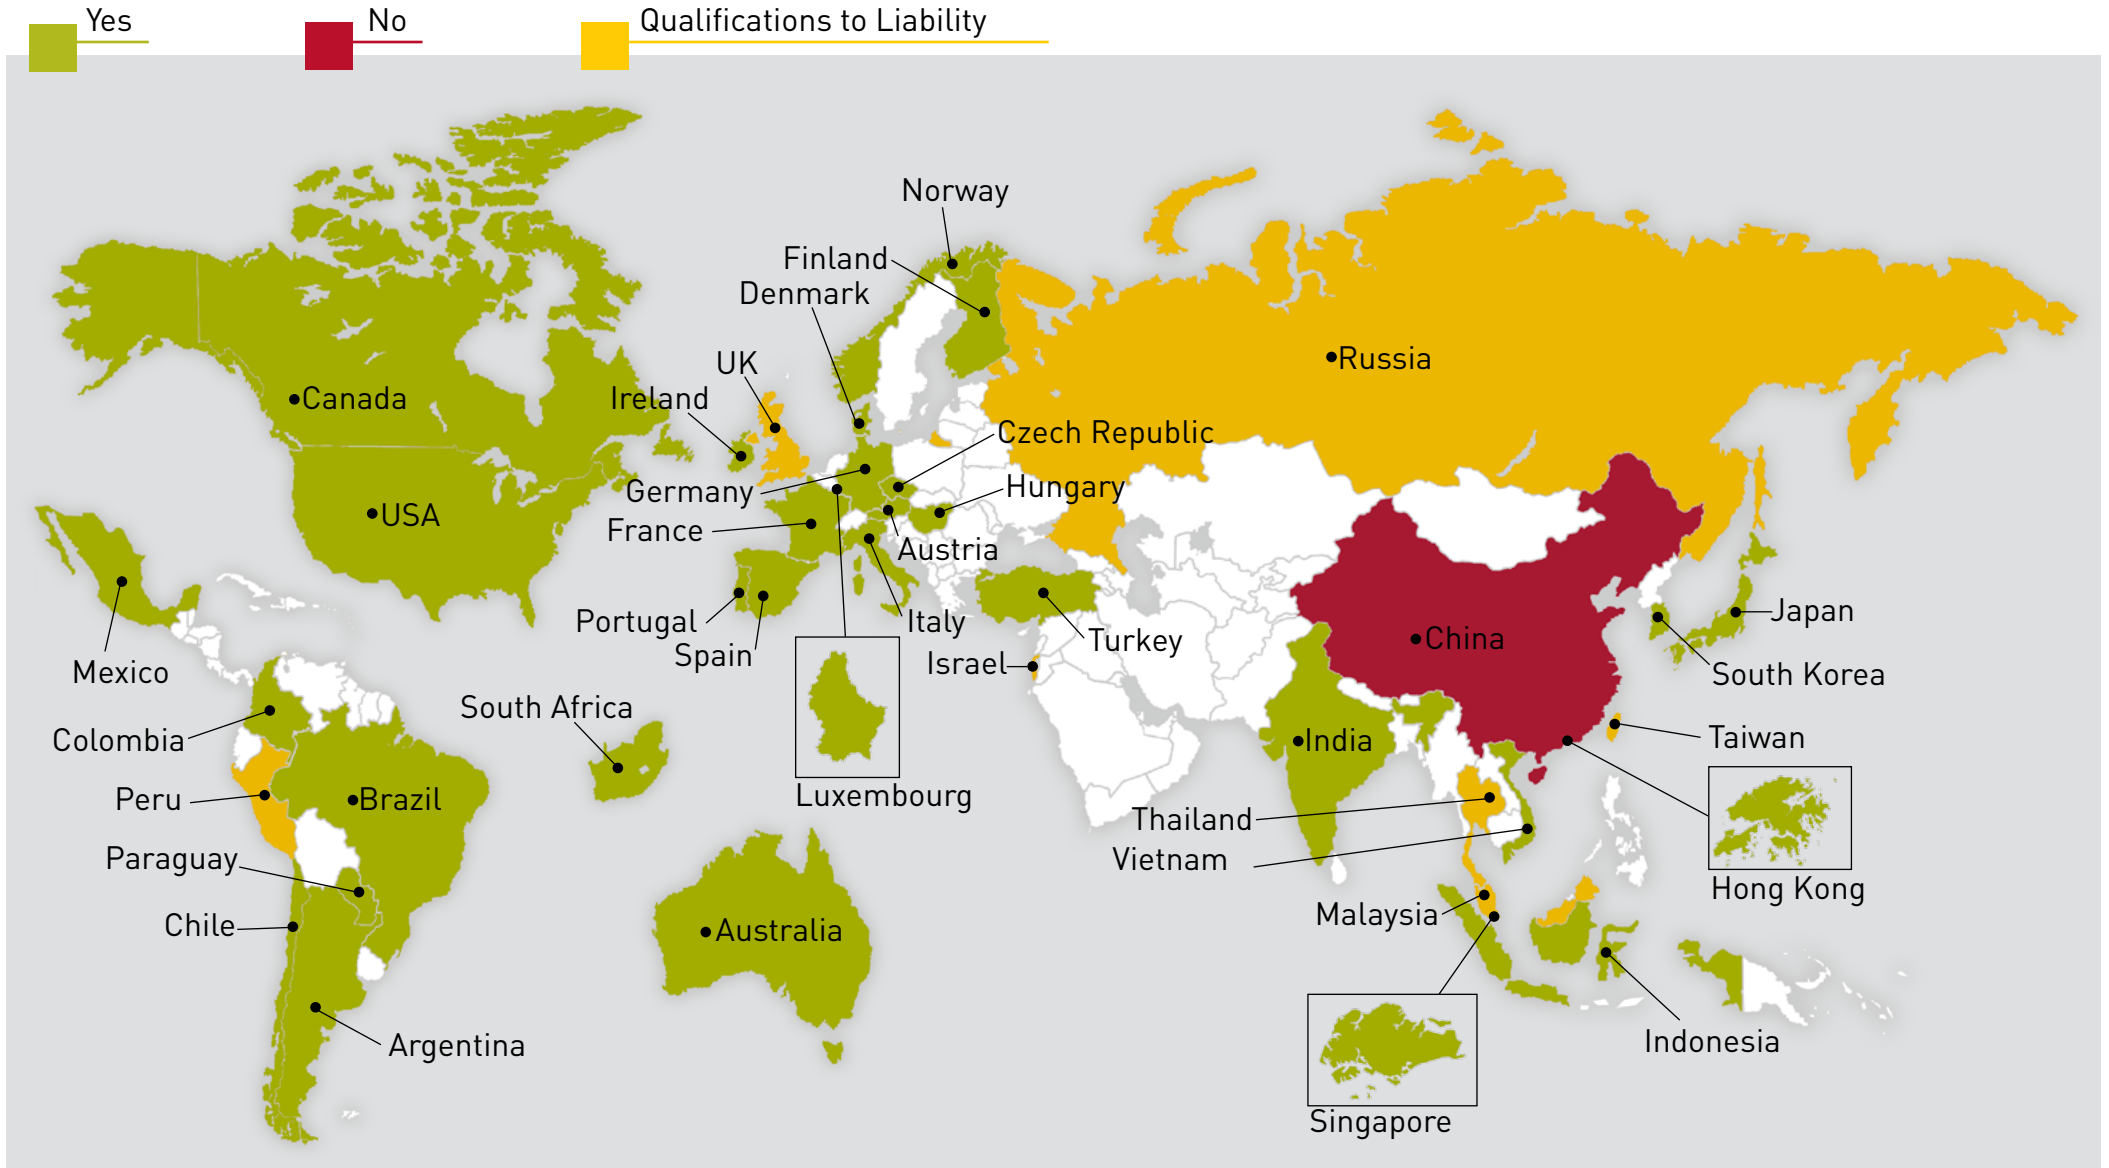 Yes
No
Qualifications to Liability
Norway
Finland
Denmark
UK
Ireland
Canada
Russia
Czech Republic
Germany
Hungary
USA
France
Austria
Portugal
Italy
Spain
Turkey
Israel
China
Japan
South Korea
Mexico
South Africa
Colombia
India
Taiwan
Luxembourg
Peru
Brazil
Thailand
Vietnam
Paraguay
Hong Kong
Chile
Australia
Malaysia
Argentina
Indonesia
Singapore